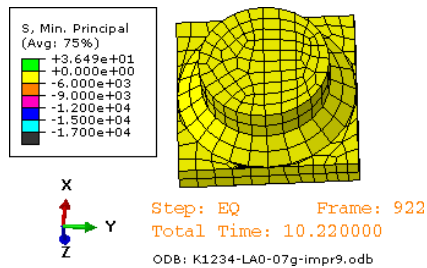 S, Min. Principal
(Avg: 75%)
+3.649e+01
+0.000e+00
-6.000e+03
-9.000e+03
-1.200e+04
-1.500e+04
-1.700e+04
X
Y
Z
Step: EQ Frame: 922
Total Time: 10.220000
ODB: K1234-LA0-07g-impr9.odb